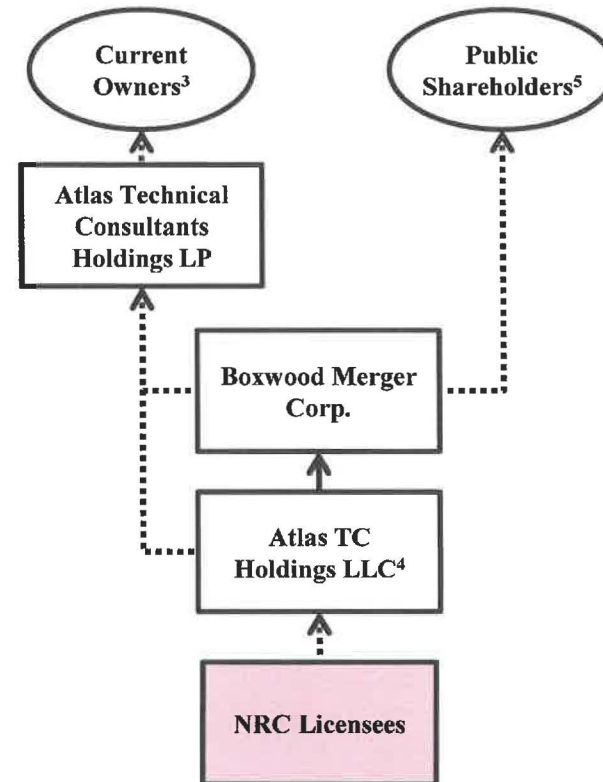 Current
Owners³
Public
Shareholders⁵
Atlas Technical
Consultants
Holdings LP
Boxwood Merger
Corp.
Atlas TC
Holdings LLC⁴
NRC Licensees